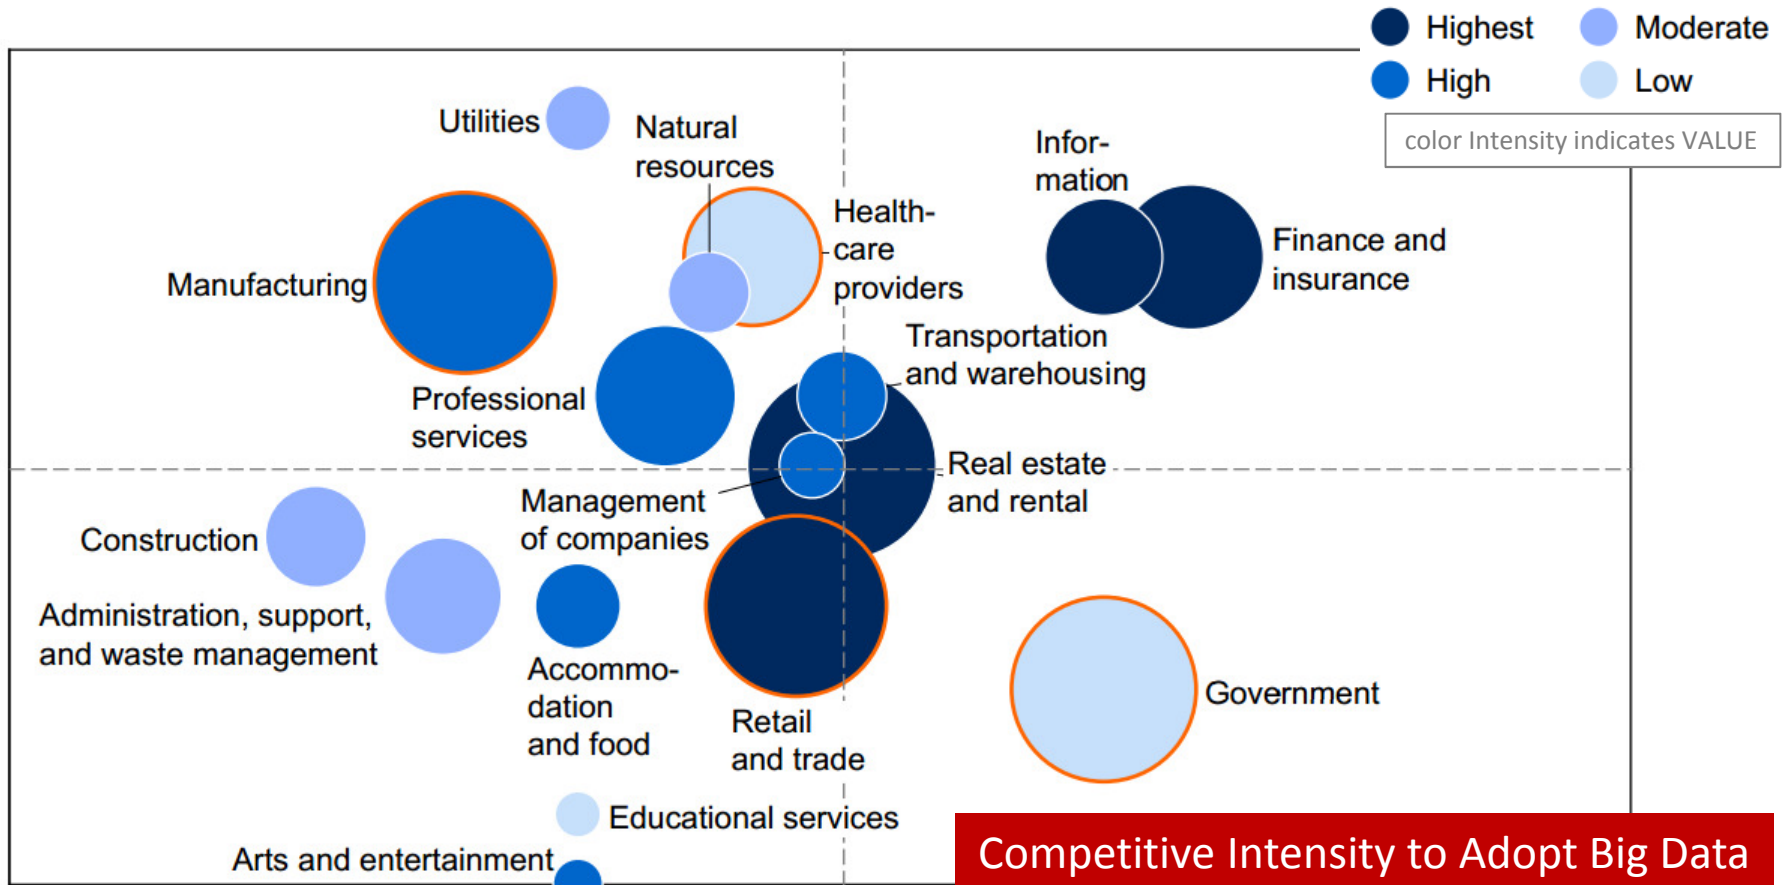 Highest
Moderate
High
Low
color Intensity indicates VALUE
Utilities
Natural
resources
Infor-
mation
Health-
care
providers
Finance and
insurance
Manufacturing
Transportation
and warehousing
Professional
services
Real estate
and rental
Management
of companies
Construction
Administration, support,
and waste management
Accommo-
dation
and food
Retail
and trade
Government
Educational services
Arts and entertainment
Competitive Intensity to Adopt Big Data